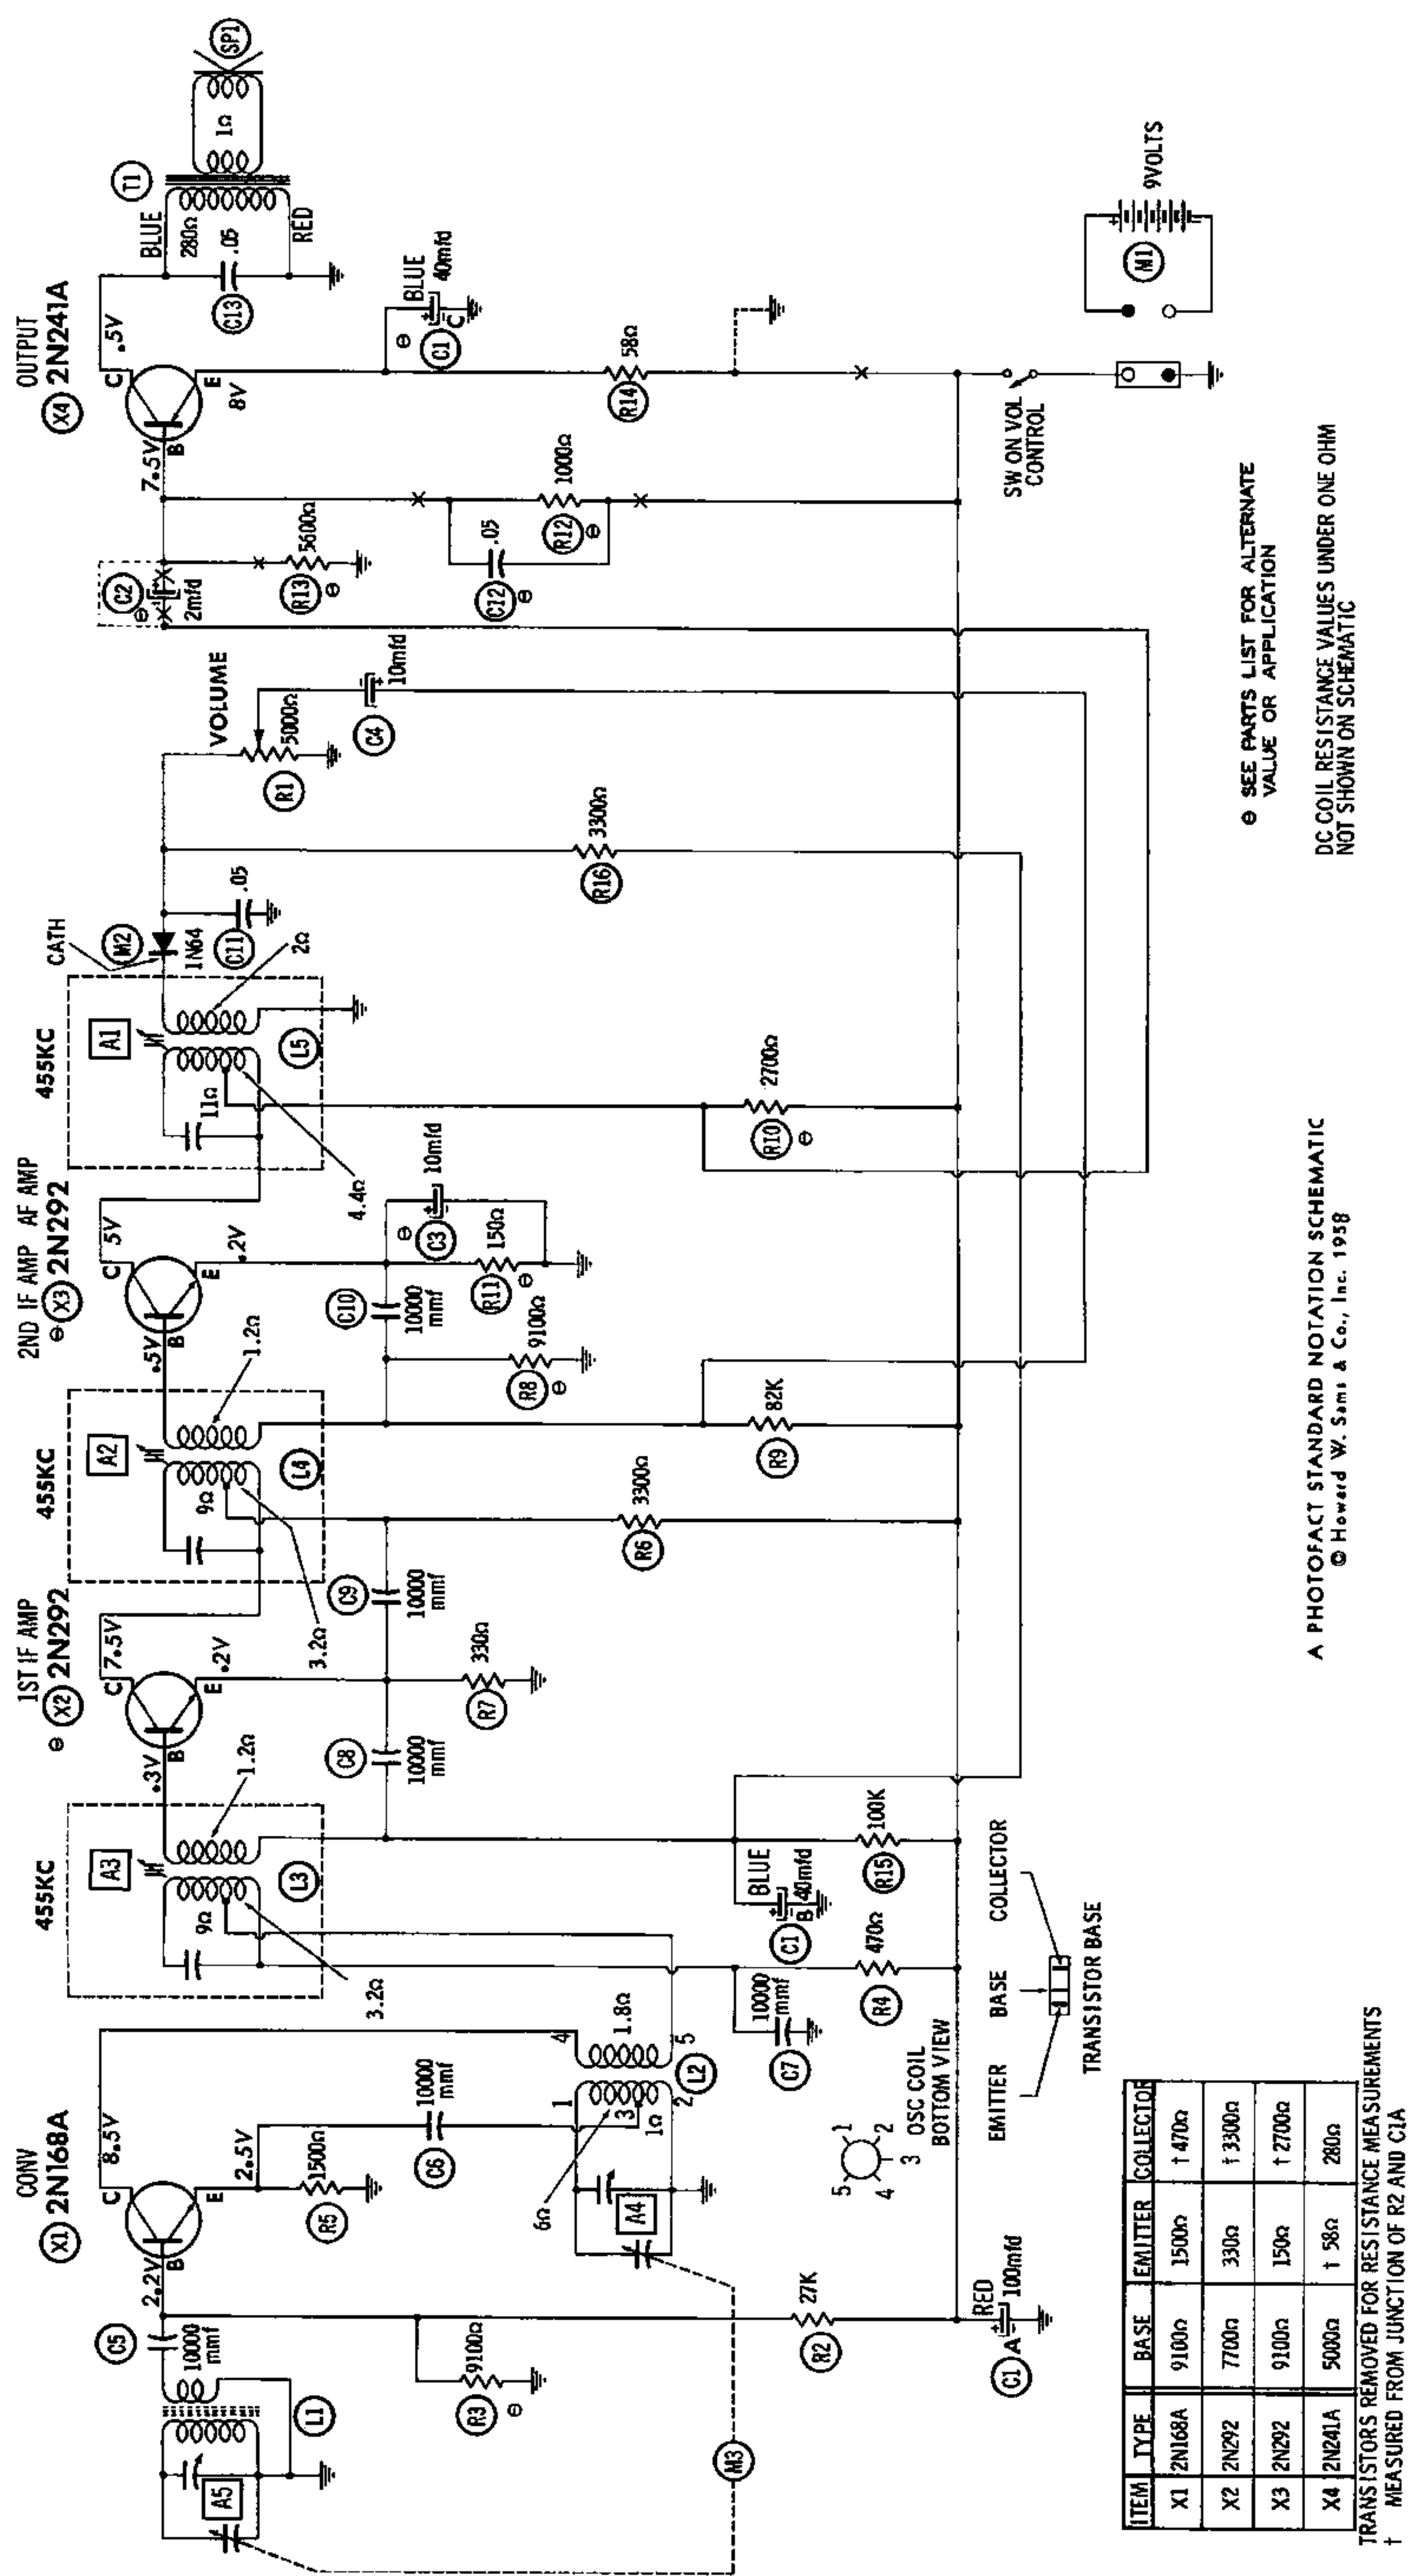 CONV
X1 2N168A
1ST IF AMP
⊖ X2 2N292
2ND IF AMP AF AMP
⊖ X3 2N292
OUTPUT
X4 2N241A
455KC
455KC
455KC
CATH
A3
A2
A1
M2
1N64
2.2V
B
C
8.5V
E
2.5V
.3V
B
C
7.5V
E
.2V
.5V
B
C
5V
E
.2V
7.5V
B
C
.5V
E
8V
C5
10000
mmf
L1
A5
R3
9100Ω
⊖
R2
27K
RED
C1
A
100mfd
R5
1500Ω
C6
10000
mmf
6Ω
A4
1
3
1Ω
2
4
1.8Ω
5
L2
M3
9Ω
3.2Ω
L3
1.2Ω
C7
10000
mmf
R4
470Ω
C1
B
BLUE
40mfd
R15
100K
C8
10000
mmf
R7
330Ω
C9
10000
mmf
9Ω
3.2Ω
L4
1.2Ω
R6
3300Ω
R9
82K
R8
9100Ω
⊖
C10
10000
mmf
R11
150Ω
⊖
C3
10mfd
⊖
11Ω
4.4Ω
L5
2Ω
R10
2700Ω
⊖
C11
.05
R16
3300Ω
VOLUME
R1
5000Ω
C4
10mfd
C2
2mfd
⊖
R13
5600Ω
⊖
C12
.05
⊖
R12
1000Ω
⊖
C1
C
BLUE
40mfd
⊖
R14
58Ω
BLUE
280Ω
C13
.05
RED
T1
1Ω
SP1
SW ON VOL
CONTROL
M1
9VOLTS
5
1
4
2
3
OSC COIL
BOTTOM VIEW
EMITTER
BASE
COLLECTOR
TRANSISTOR BASE
⊖ SEE PARTS LIST FOR ALTERNATE
VALUE OR APPLICATION
DC COIL RESISTANCE VALUES UNDER ONE OHM
NOT SHOWN ON SCHEMATIC
A PHOTOFACT STANDARD NOTATION SCHEMATIC
© Howard W. Sams & Co., Inc. 1958
ITEM TYPE BASE EMITTER COLLECTOR
X1 2N168A 9100Ω 1500Ω † 470Ω
X2 2N292 7700Ω 330Ω † 3300Ω
X3 2N292 9100Ω 150Ω † 2700Ω
X4 2N241A 5000Ω † 58Ω 280Ω
TRANSISTORS REMOVED FOR RESISTANCE MEASUREMENTS
† MEASURED FROM JUNCTION OF R2 AND C1A